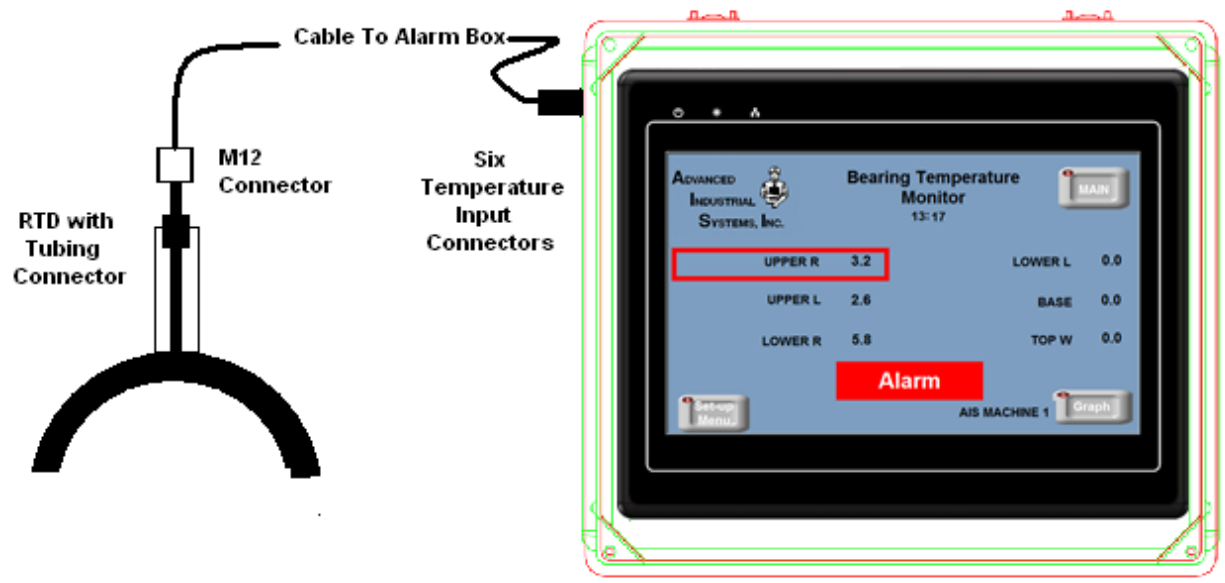 Cable To Alarm Box
M12
Connector
RTD with
Tubing
Connector
Six
Temperature
Input
Connectors
ADVANCED
INDUSTRIAL
SYSTEMS, INC.
Bearing Temperature
Monitor
13:17
MAIN
UPPER R 3.2
LOWER L 0.0
UPPER L 2.6
BASE 0.0
LOWER R 5.8
TOP W 0.0
Alarm
Set-up
Menu
AIS MACHINE 1
Graph